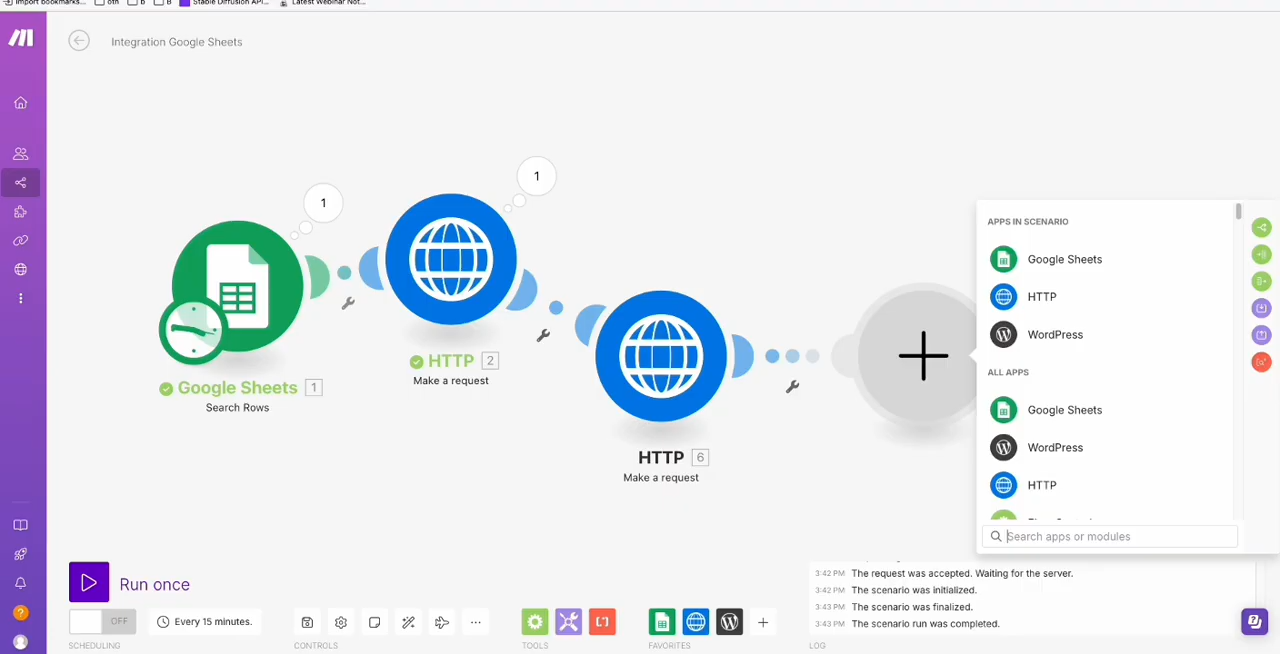 Import bookmarks... oth b B Stable Diffusion API... Latest Webinar Not...
Integration Google Sheets
1
1
Google Sheets 1
Search Rows
HTTP 2
Make a request
HTTP 6
Make a request
APPS IN SCENARIO
Google Sheets
HTTP
WordPress
ALL APPS
Google Sheets
WordPress
HTTP
Search apps or modules
Run once
OFF
Every 15 minutes.
SCHEDULING
CONTROLS
TOOLS
FAVORITES
3:42 PM The request was accepted. Waiting for the server.
3:42 PM The scenario was initialized.
3:43 PM The scenario was finalized.
3:43 PM The scenario run was completed.
LOG